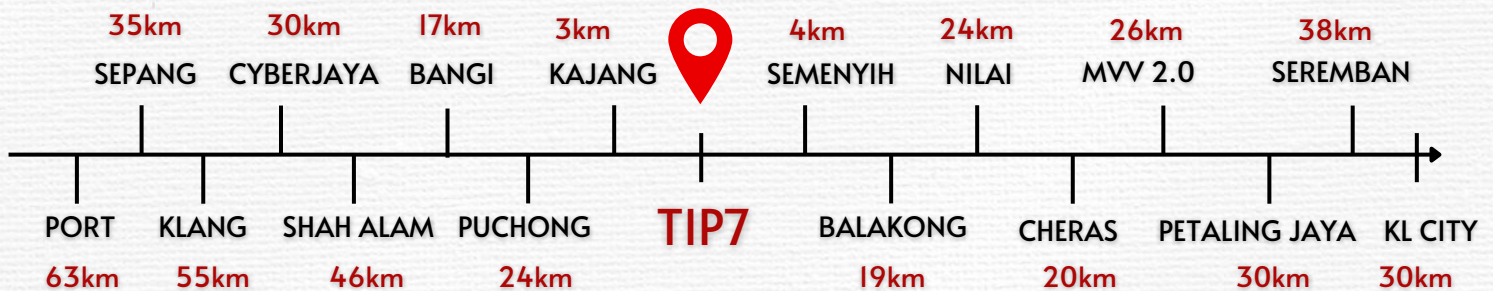 35km 30km 17km 3km 4km 24km 26km 38km
SEPANG CYBERJAYA BANGI KAJANG SEMENYIH NILAI MVV 2.0 SEREMBAN
PORT KLANG SHAH ALAM PUCHONG TIP7 BALAKONG CHERAS PETALING JAYA KL CITY
63km 55km 46km 24km 19km 20km 30km 30km